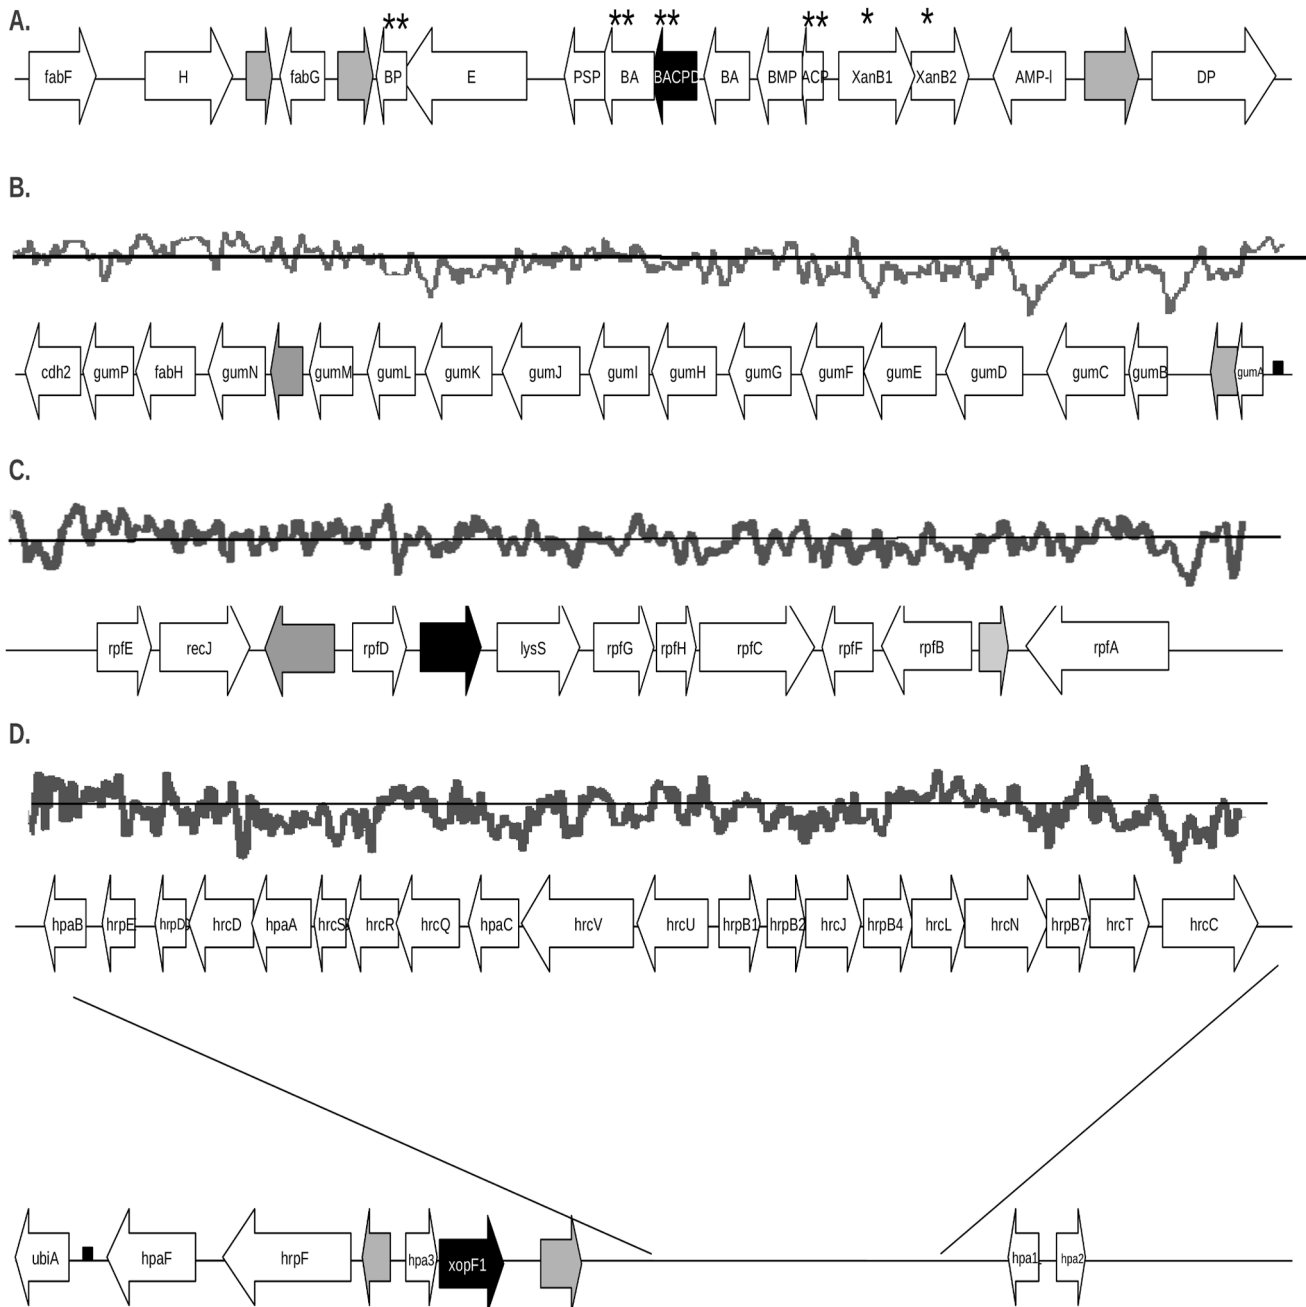 A.
** ** ** ** * *
fabF H fabG BP E PSP BA BACPD BA BMP ACP XanB1 XanB2 AMP-I DP
B.
cdh2 gumP fabH gumN gumM gumL gumK gumJ gumI gumH gumG gumF gumE gumD gumC gumB gumA
C.
rpfE recJ rpfD lysS rpfG rpfH rpfC rpfF rpfB rpfA
D.
hpaB hrpE hrpD hrcD hpaA hrcS hrcR hrcQ hpaC hrcV hrcU hrpB1 hrpB2 hrcJ hrpB4 hrcL hrcN hrpB7 hrcT hrcC
ubiA hpaF hrpF hpa3 xopF1 hpa1 hpa2